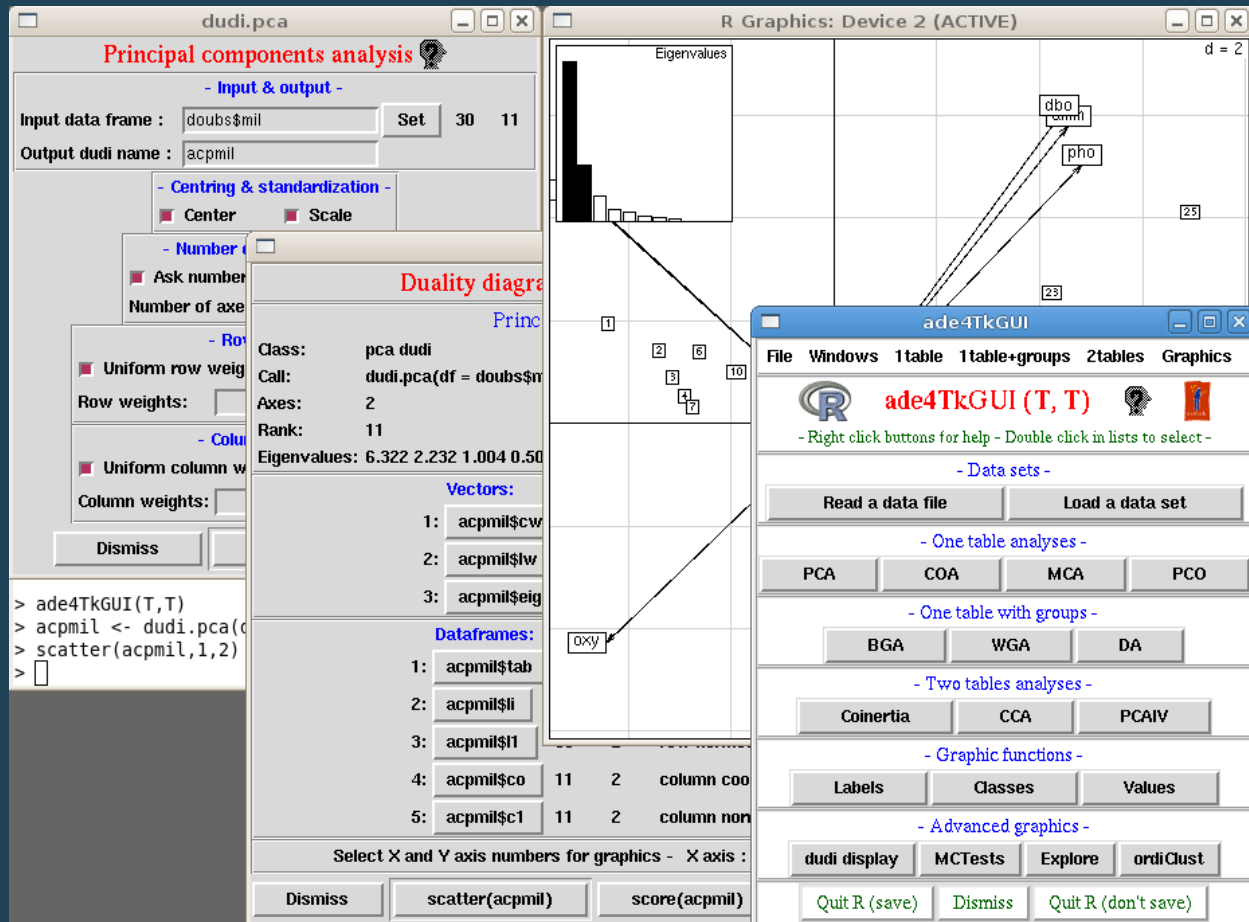 dudi.pca
Principal components analysis
- Input & output -
Input data frame : doubs$mil Set 30 11
Output dudi name : acpmil
- Centring & standardization -
Center Scale
- Number
Ask number
Number of axe
- Row
Uniform row weig
Row weights:
- Colu
Uniform column w
Column weights:
Dismiss
> ade4TkGUI(T,T)
> acpmil <- dudi.pca(
> scatter(acpmil,1,2)
>
Duality diagra
Princ
Class: pca dudi
Call: dudi.pca(df = doubs$m
Axes: 2
Rank: 11
Eigenvalues: 6.322 2.232 1.004 0.50
Vectors:
1: acpmil$cw
2: acpmil$lw
3: acpmil$eig
Dataframes:
1: acpmil$tab
2: acpmil$li
3: acpmil$l1
4: acpmil$co 11 2 column coo
5: acpmil$c1 11 2 column nor
Select X and Y axis numbers for graphics - X axis :
Dismiss scatter(acpmil) score(acpmil)
R Graphics: Device 2 (ACTIVE)
Eigenvalues
d = 2
dbo
pho
25
23
1
2 6
3 10
4
7
oxy
ade4TkGUI
File Windows 1table 1table+groups 2tables Graphics
R ade4TkGUI (T, T)
- Right click buttons for help - Double click in lists to select -
- Data sets -
Read a data file Load a data set
- One table analyses -
PCA COA MCA PCO
- One table with groups -
BGA WGA DA
- Two tables analyses -
Coinertia CCA PCAIV
- Graphic functions -
Labels Classes Values
- Advanced graphics -
dudi display MCTests Explore ordiClust
Quit R (save) Dismiss Quit R (don't save)